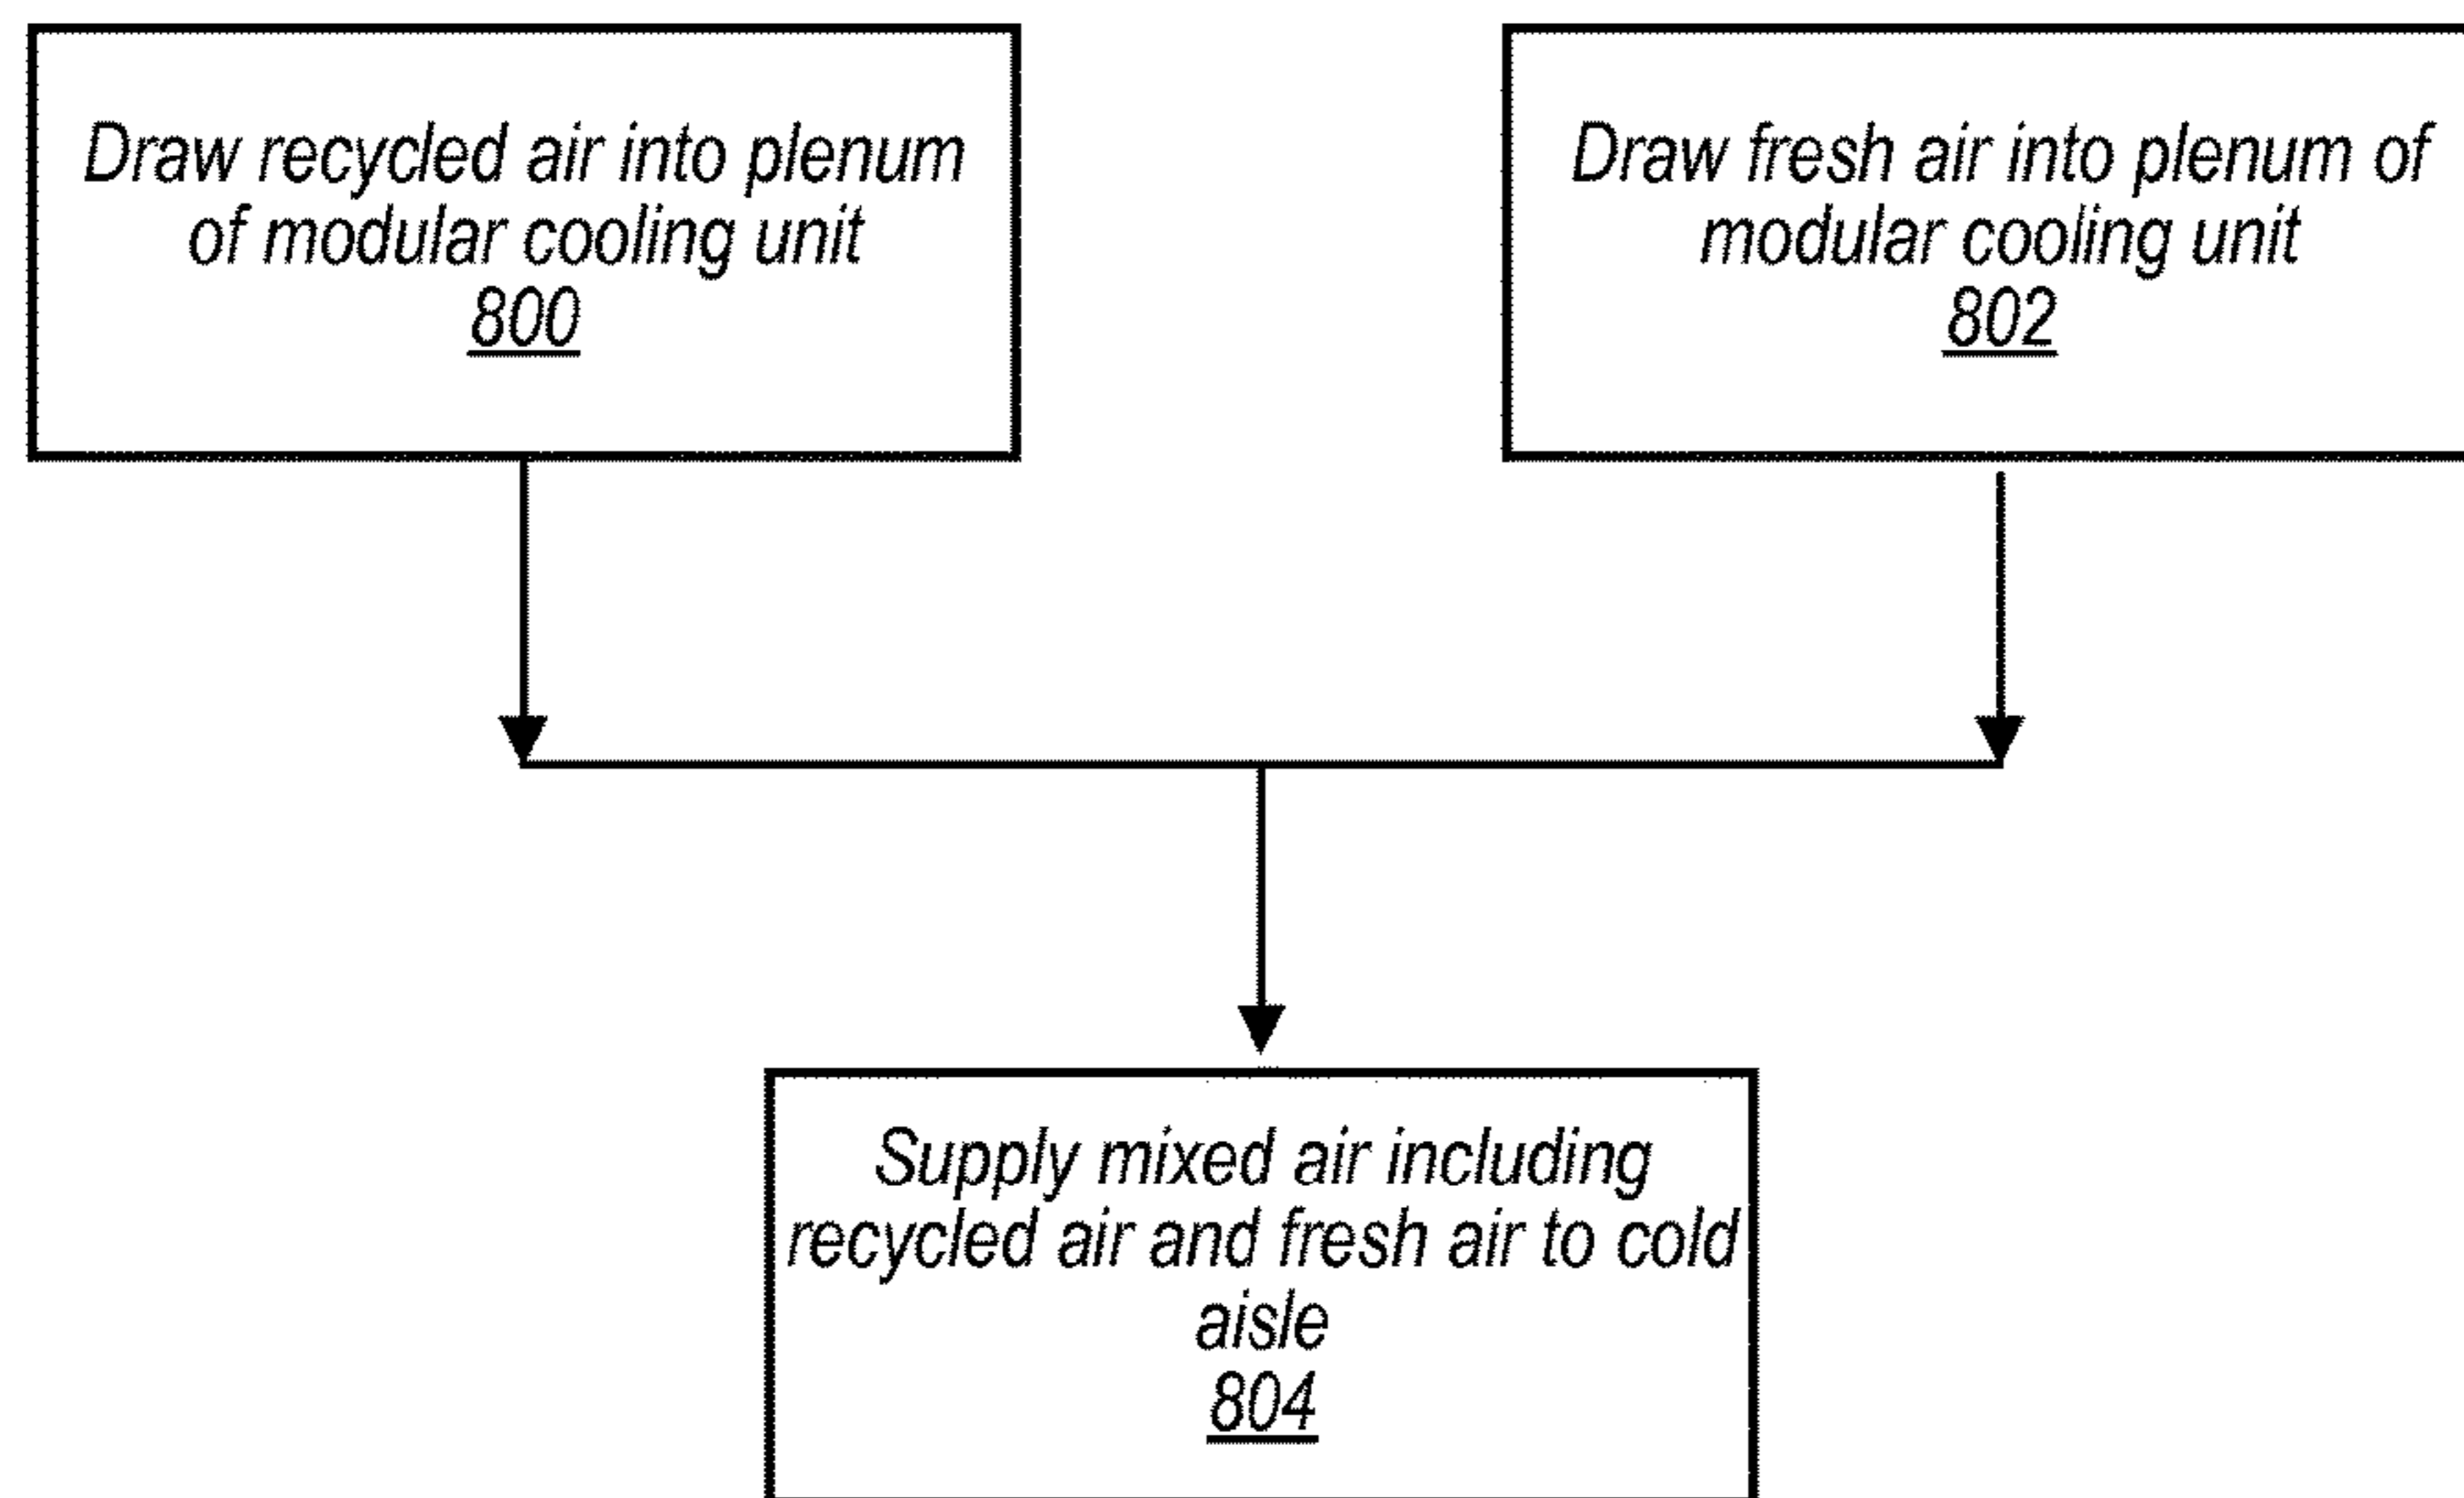 Draw recycled air into plenum
of modular cooling unit
800
Draw fresh air into plenum of
modular cooling unit
802
Supply mixed air including
recycled air and fresh air to cold
aisle
804